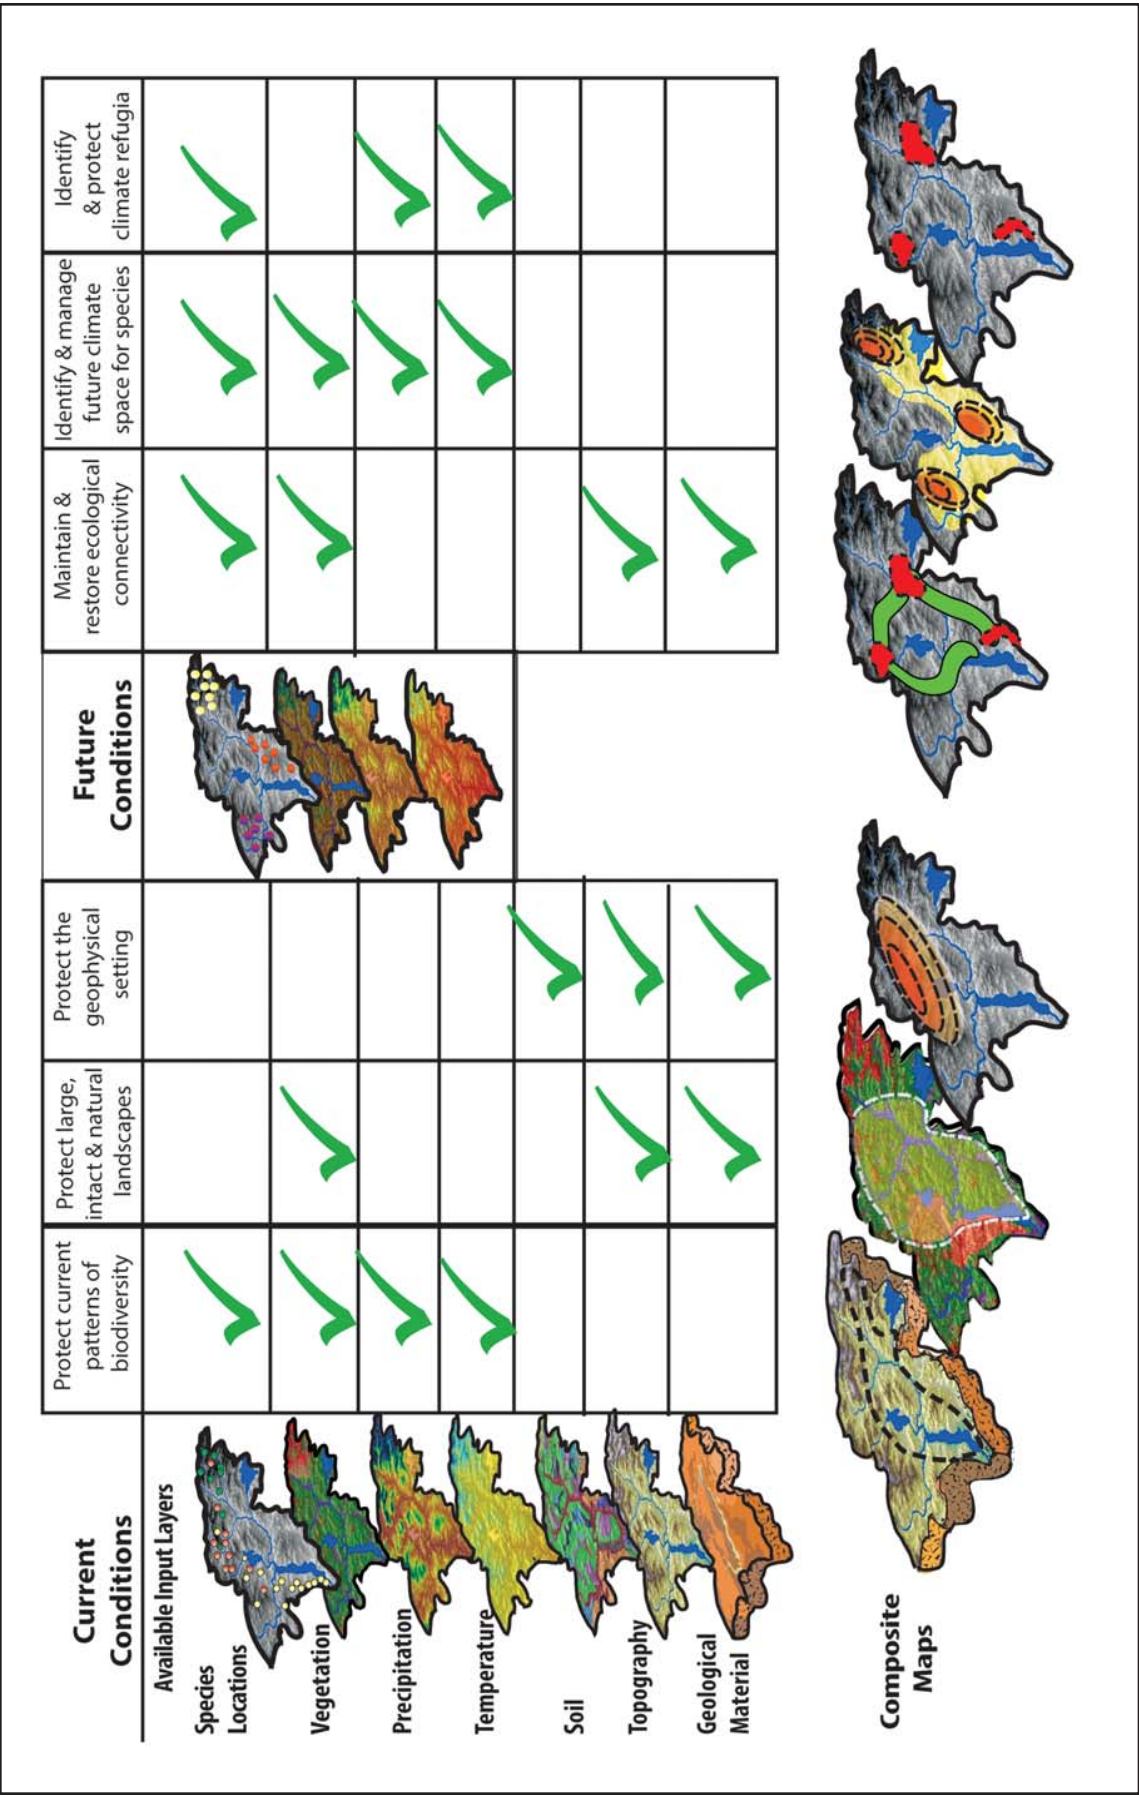 Current
Conditions
Protect current
patterns of
biodiversity
Protect large,
intact & natural
landscapes
Protect the
geophysical
setting
Future
Conditions
Maintain &
restore ecological
connectivity
Identify & manage
future climate
space for species
Identify
& protect
climate refugia
Available Input Layers
Species
Locations
Vegetation
Precipitation
Temperature
Soil
Topography
Geological
Material
Composite
Maps